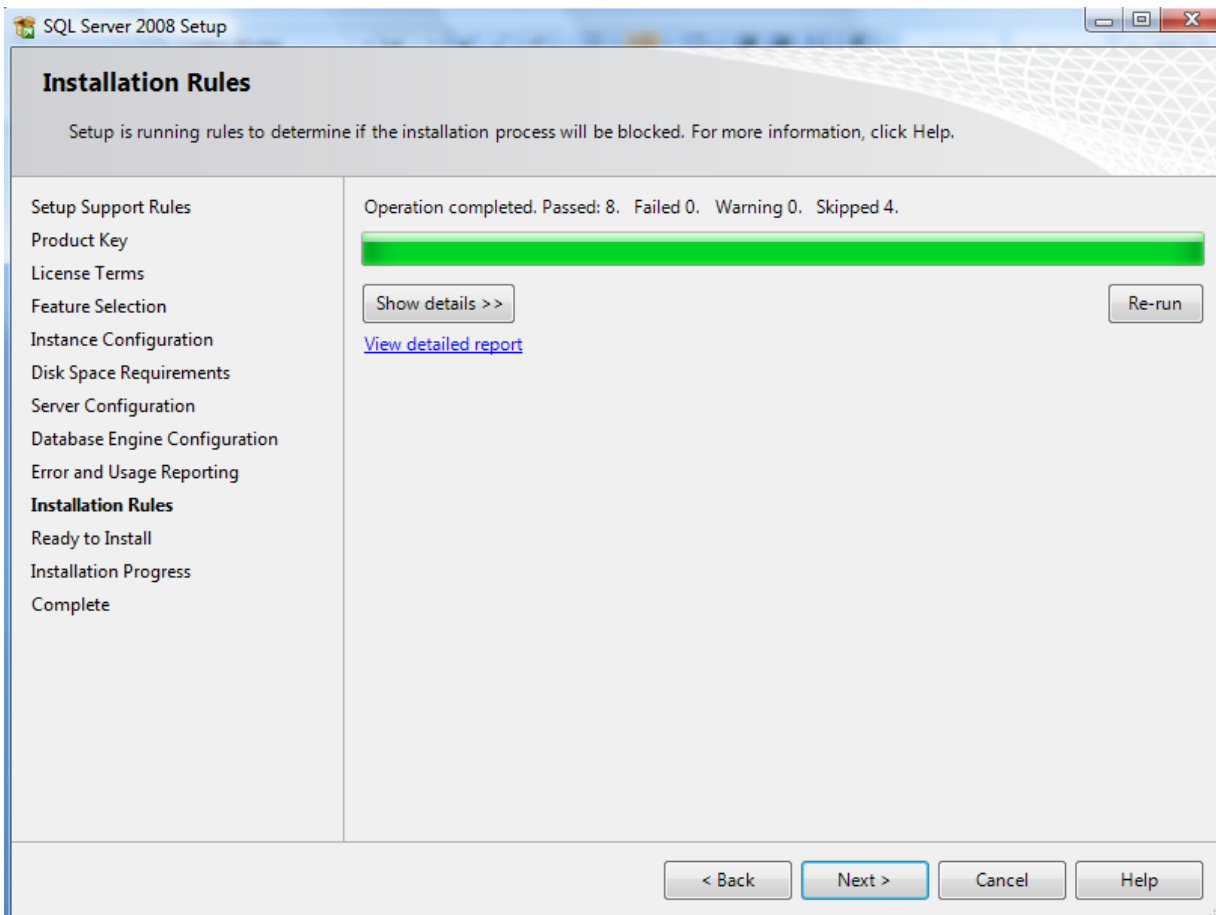 SQL Server 2008 Setup
Installation Rules
Setup is running rules to determine if the installation process will be blocked. For more information, click Help.
Setup Support Rules
Product Key
License Terms
Feature Selection
Instance Configuration
Disk Space Requirements
Server Configuration
Database Engine Configuration
Error and Usage Reporting
Installation Rules
Ready to Install
Installation Progress
Complete
Operation completed. Passed: 8. Failed 0. Warning 0. Skipped 4.
Show details >>
Re-run
View detailed report
< Back
Next >
Cancel
Help